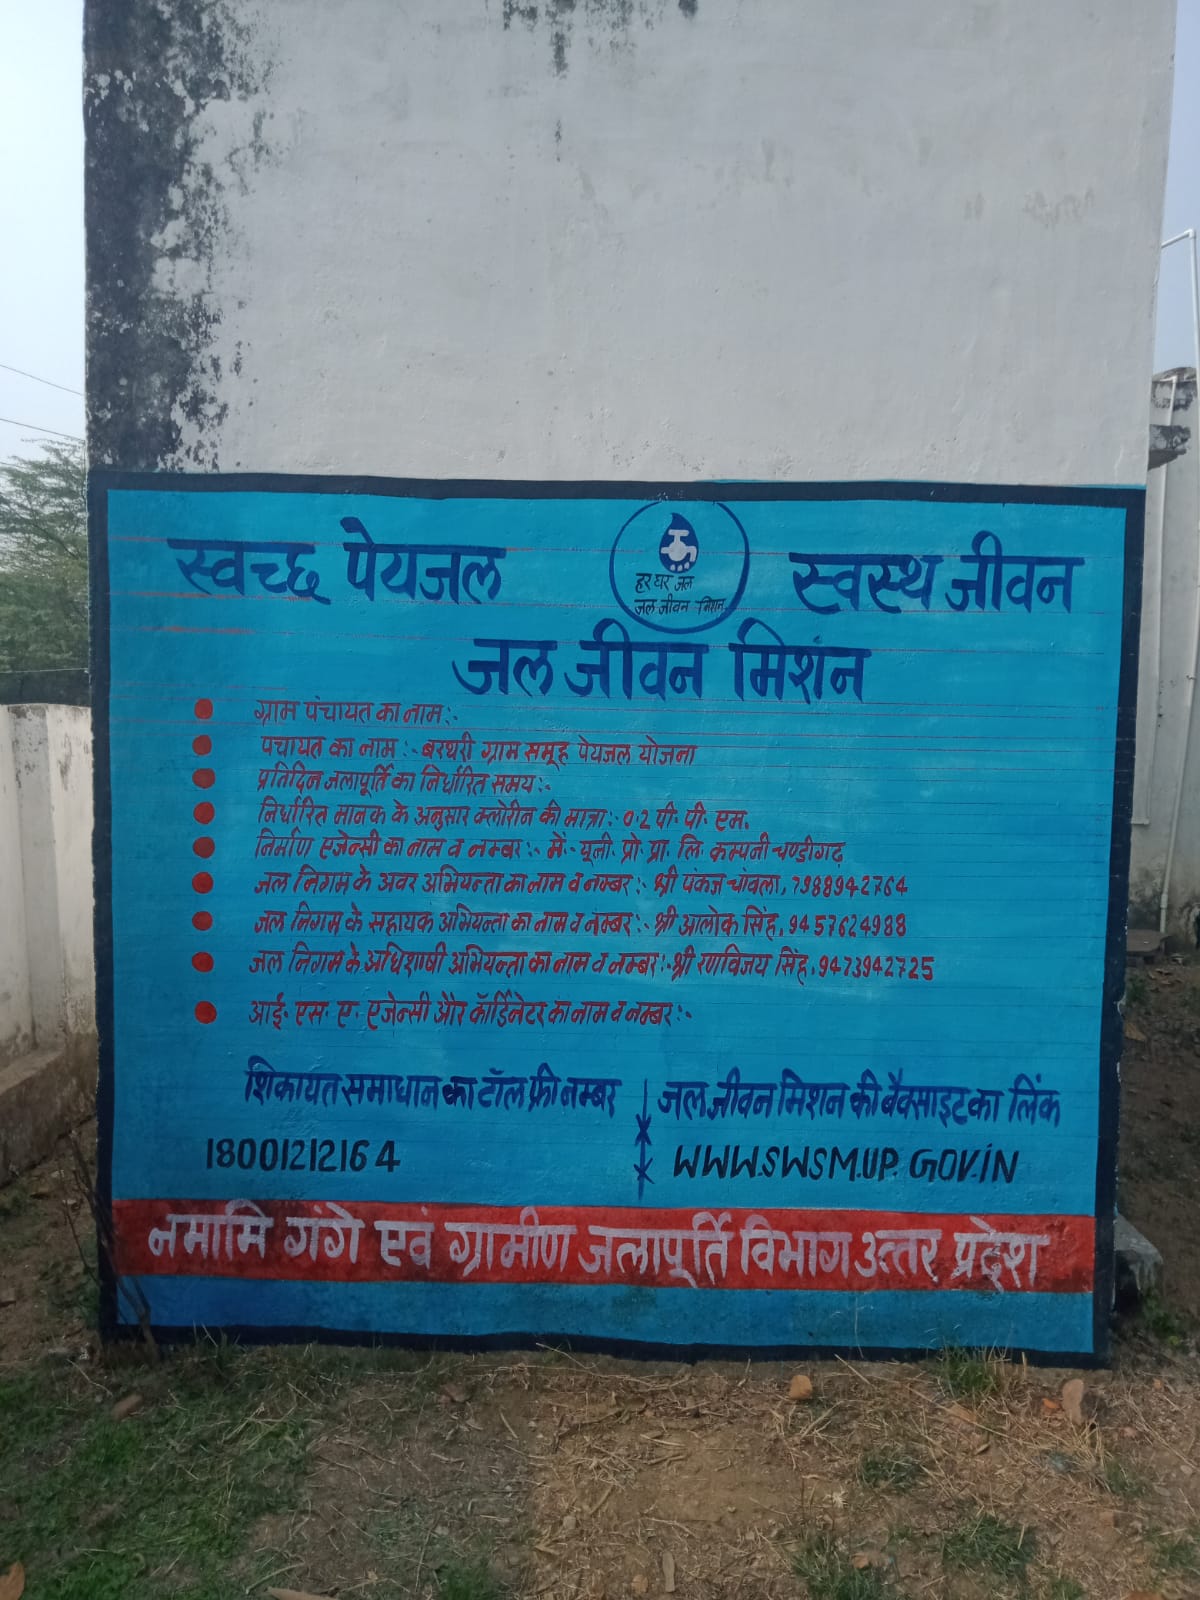 स्वच्छ पेयजल
हर घर जल
जल जीवन मिशन
स्वस्थ जीवन
जल जीवन मिशन
ग्राम पंचायत का नाम :-
पंचायत का नाम :- बरथरी ग्राम समूह पेयजल योजना
प्रतिदिन जलापूर्ति का निर्धारित समय :-
निर्धारित मानक के अनुसार क्लोरीन की मात्रा :- 0.2 पी. पी. एम.
निर्माण एजेन्सी का नाम व नम्बर :- में.- यूनी. प्रो. प्रा. लि. कम्पनी चण्डीगढ़
जल निगम के अवर अभियन्ता का नाम व नम्बर :- श्री पंकज चांवला, 7988942764
जल निगम के सहायक अभियन्ता का नाम व नम्बर :- श्री आलोक सिंह, 9457624988
जल निगम के अधिशाषी अभियन्ता का नाम व नम्बर :- श्री रणविजय सिंह, 9473942725
आई. एस. ए. एजेन्सी और कॉर्डिनेटर का नाम व नम्बर :-
शिकायत समाधान का टॉल फ्री नम्बर
18001212164
जल जीवन मिशन की बैवसाइट का लिंक
WWW.SWSM.UP. GOV.iN
नमामि गंगे एवं ग्रामीण जलापूर्ति विभाग उत्तर प्रदेश